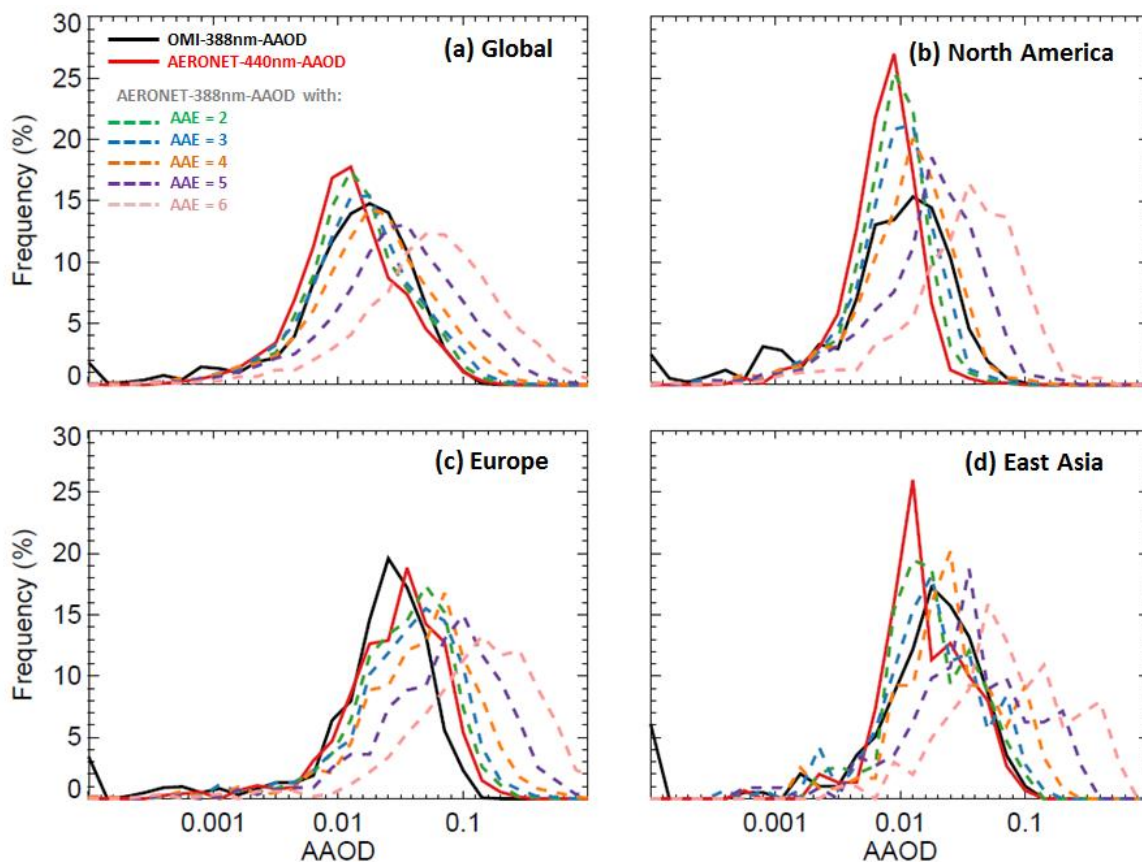 30
25
20
15
10
5
0
Frequency (%)
OMI-388nm-AAOD
AERONET-440nm-AAOD
AERONET-388nm-AAOD with:
AAE = 2
AAE = 3
AAE = 4
AAE = 5
AAE = 6
(a) Global
(b) North America
30
25
20
15
10
5
0
Frequency (%)
(c) Europe
(d) East Asia
0.001 0.01 0.1
AAOD
0.001 0.01 0.1
AAOD